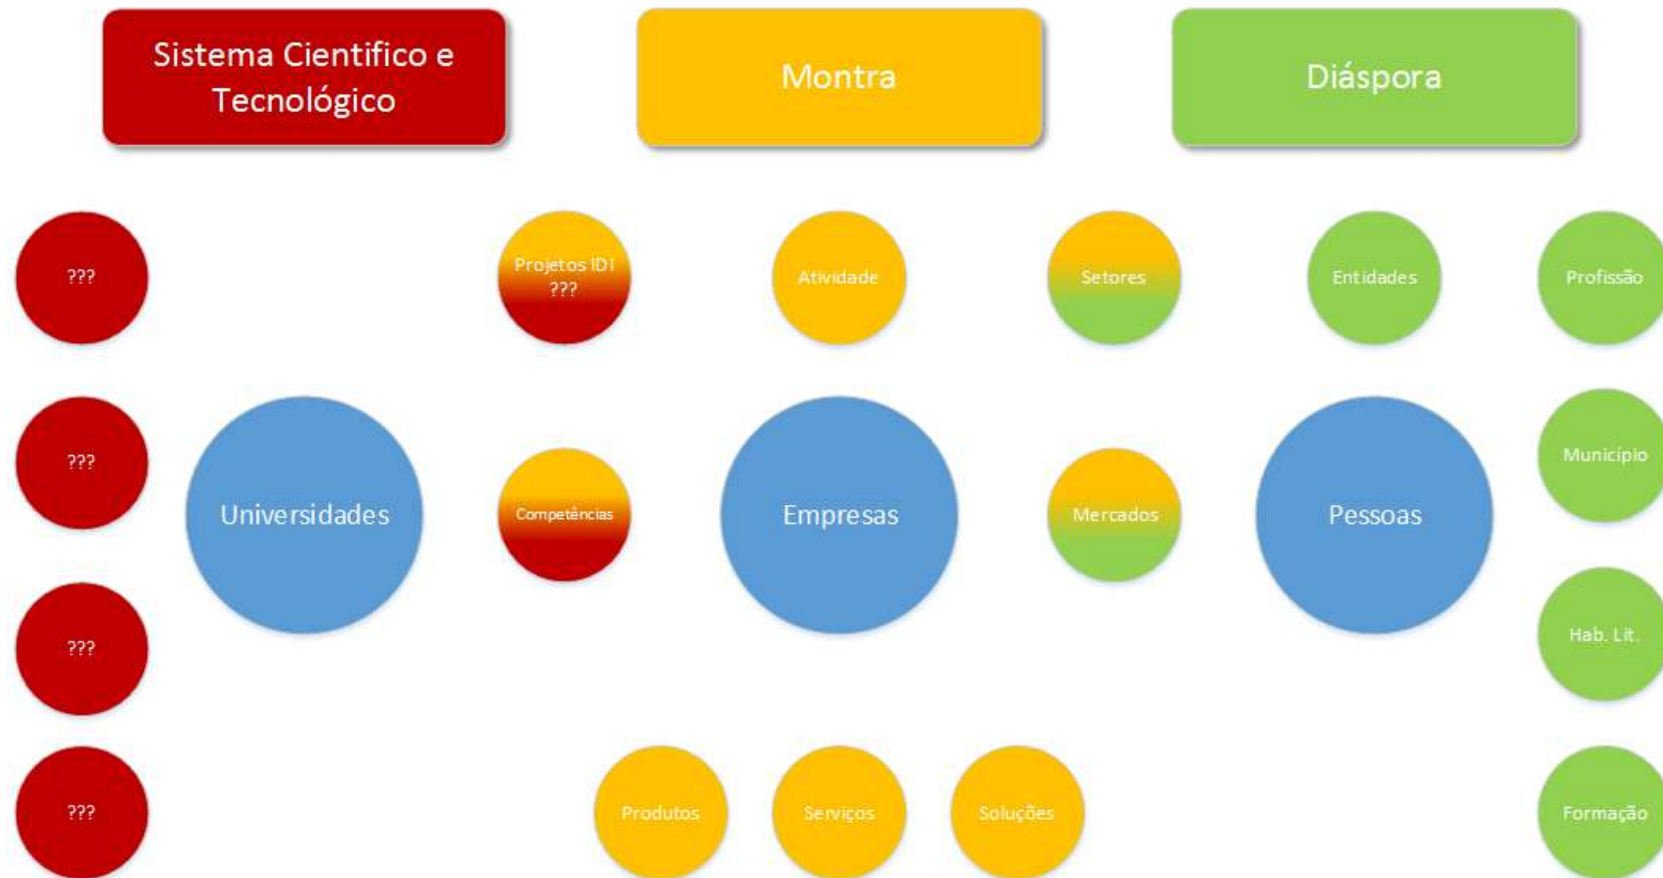 Sistema Cientifico e
Tecnológico
Montra
Diáspora
???
Projetos IDI
???
Atividade
Setores
Entidades
Profissão
???
Universidades
Competências
Empresas
Mercados
Pessoas
Município
???
Hab. Lit.
???
Produtos
Serviços
Soluções
Formação